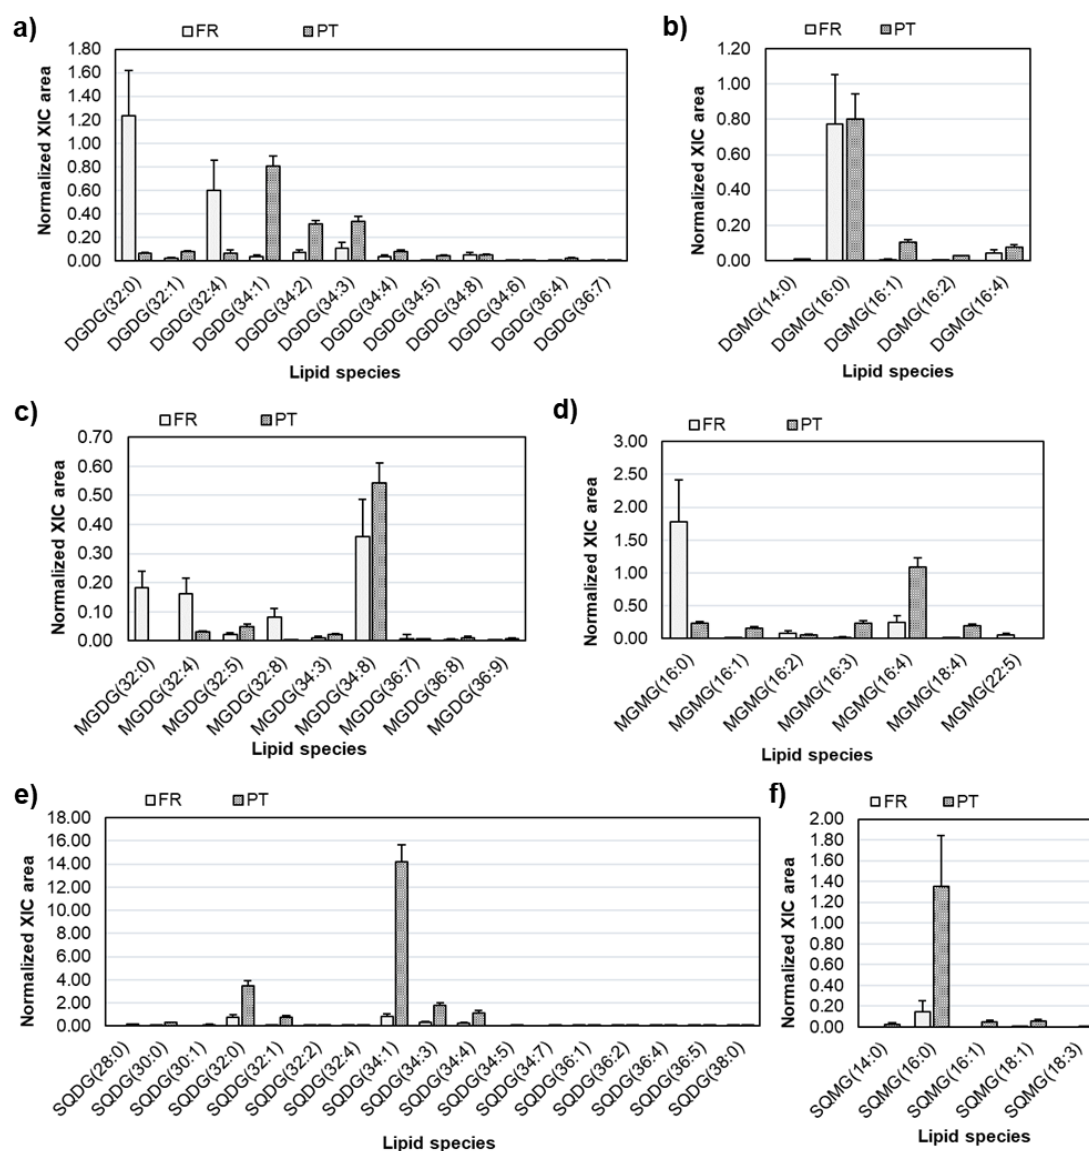 a)
FR PT
1.80
1.60
1.40
1.20
1.00
0.80
0.60
0.40
0.20
0.00
Normalized XIC area
DGDG(32:0)
DGDG(32:1)
DGDG(32:4)
DGDG(34:1)
DGDG(34:2)
DGDG(34:3)
DGDG(34:4)
DGDG(34:5)
DGDG(34:8)
DGDG(34:6)
DGDG(36:4)
DGDG(36:7)
Lipid species
b)
FR PT
1.20
1.00
0.80
0.60
0.40
0.20
0.00
Normalized XIC area
DGMG(14:0)
DGMG(16:0)
DGMG(16:1)
DGMG(16:2)
DGMG(16:4)
Lipid species
c)
FR PT
0.70
0.60
0.50
0.40
0.30
0.20
0.10
0.00
Normalized XIC area
MGDG(32:0)
MGDG(32:4)
MGDG(32:5)
MGDG(32:8)
MGDG(34:3)
MGDG(34:8)
MGDG(36:7)
MGDG(36:8)
MGDG(36:9)
Lipid species
d)
FR PT
3.00
2.50
2.00
1.50
1.00
0.50
0.00
Normalized XIC area
MGMG(16:0)
MGMG(16:1)
MGMG(16:2)
MGMG(16:3)
MGMG(16:4)
MGMG(18:4)
MGMG(22:5)
Lipid species
e)
FR PT
18.00
16.00
14.00
12.00
10.00
8.00
6.00
4.00
2.00
0.00
Normalized XIC area
SQDG(28:0)
SQDG(30:0)
SQDG(30:1)
SQDG(32:0)
SQDG(32:1)
SQDG(32:2)
SQDG(32:4)
SQDG(34:1)
SQDG(34:3)
SQDG(34:4)
SQDG(34:5)
SQDG(34:7)
SQDG(36:1)
SQDG(36:2)
SQDG(36:4)
SQDG(36:5)
SQDG(38:0)
Lipid species
f)
FR PT
2.00
1.80
1.60
1.40
1.20
1.00
0.80
0.60
0.40
0.20
0.00
Normalized XIC area
SQMG(14:0)
SQMG(16:0)
SQMG(16:1)
SQMG(18:1)
SQMG(18:3)
Lipid species